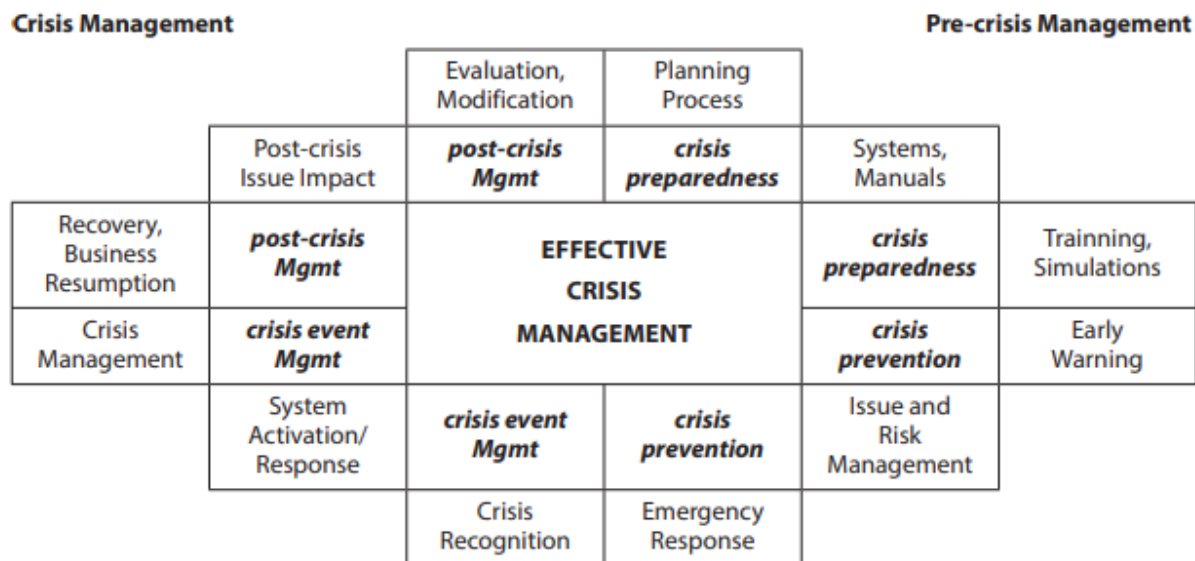 Crisis Management
Pre-crisis Management
Evaluation,
Modification
Planning
Process
Post-crisis
Issue Impact
post-crisis
Mgmt
crisis
preparedness
Systems,
Manuals
Recovery,
Business
Resumption
post-crisis
Mgmt
EFFECTIVE
CRISIS
MANAGEMENT
crisis
preparedness
Trainning,
Simulations
Crisis
Management
crisis event
Mgmt
crisis
prevention
Early
Warning
System
Activation/
Response
crisis event
Mgmt
crisis
prevention
Issue and
Risk
Management
Crisis
Recognition
Emergency
Response